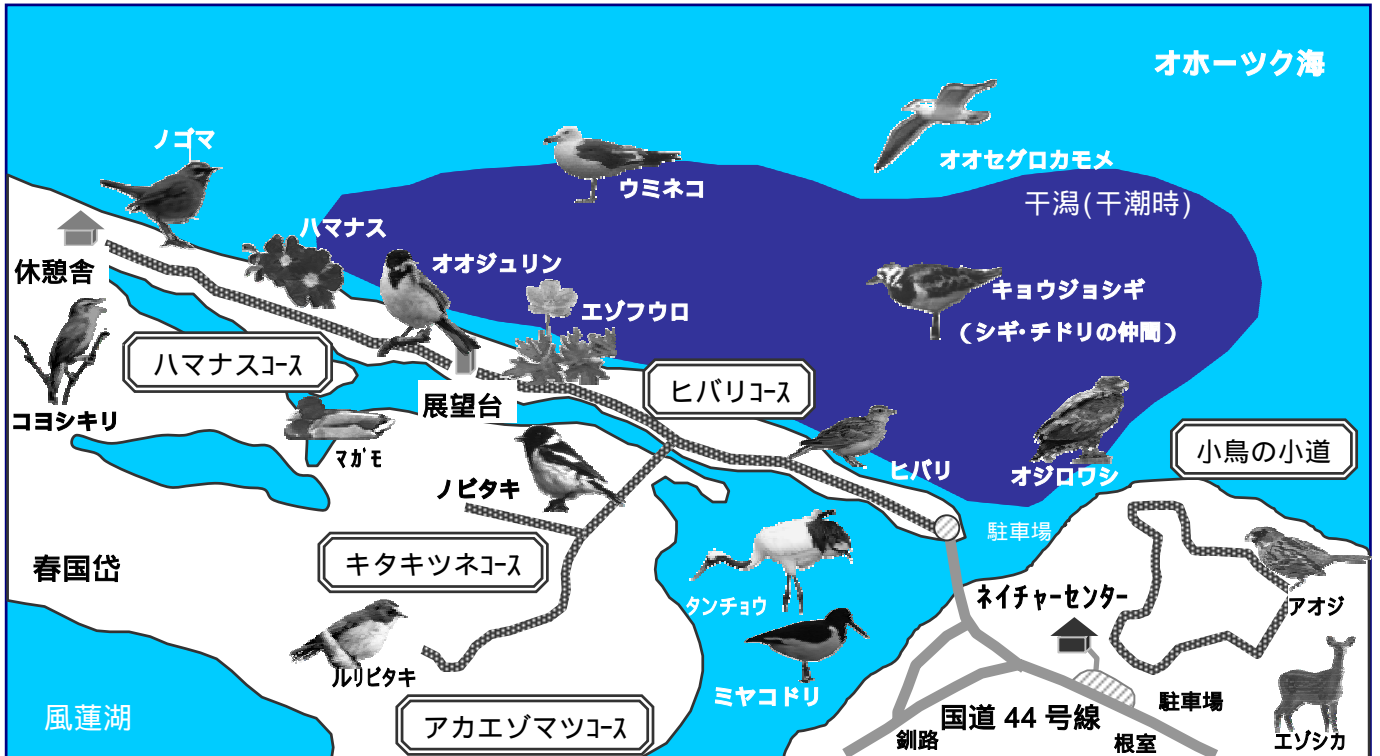 オホーツク海
ノゴマ
オオセグロカモメ
ウミネコ
干潟(干潮時)
ハマナス
休憩舎
オオジュリン
キョウジョシギ
エゾフウロ
(シギ・チドリの仲間)
ハマナスコース
ヒバリコース
展望台
コヨシキリ
マガモ
小鳥の小道
ヒバリ
オジロワシ
ノビタキ
駐車場
春国岱
キタキツネコース
タンチョウ
ネイチャーセンター
アオジ
ルリビタキ
ミヤコドリ
駐車場
風蓮湖
アカエゾマツコース
国道 44 号線
釧路
根室
エゾシカ